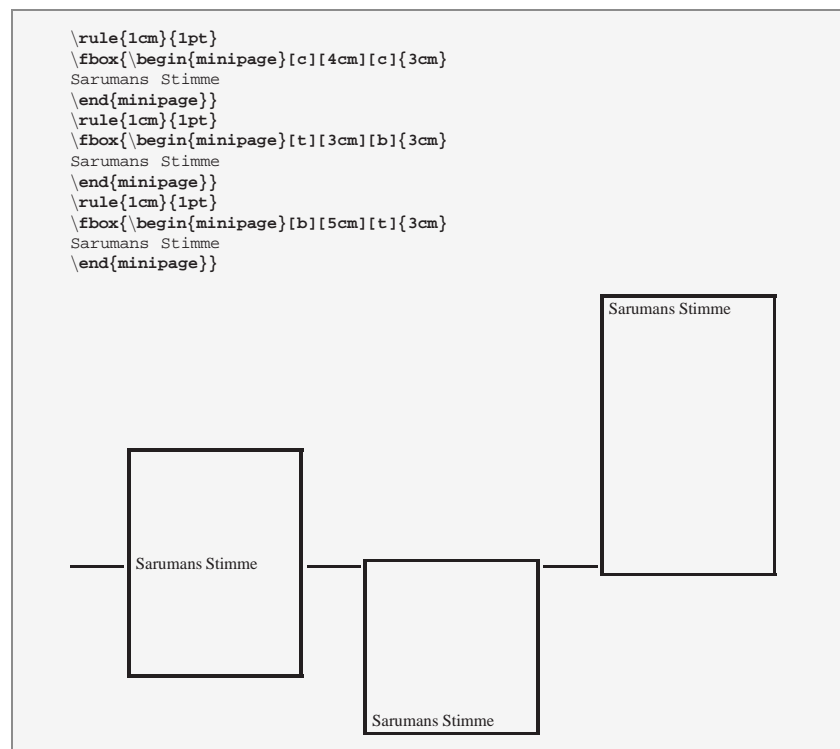 \rule{1cm}{1pt}
\fbox{\begin{minipage}[c][4cm][c]{3cm}
Sarumans Stimme
\end{minipage}}
\rule{1cm}{1pt}
\fbox{\begin{minipage}[t][3cm][b]{3cm}
Sarumans Stimme
\end{minipage}}
\rule{1cm}{1pt}
\fbox{\begin{minipage}[b][5cm][t]{3cm}
Sarumans Stimme
\end{minipage}}
Sarumans Stimme
Sarumans Stimme
Sarumans Stimme